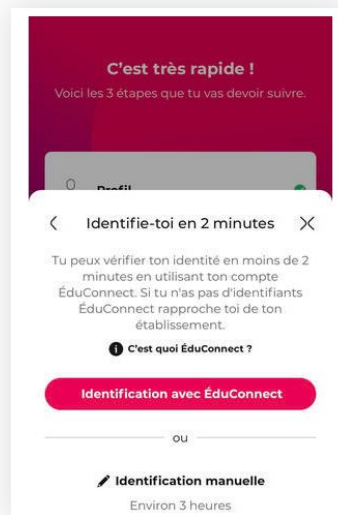 C'est très rapide !
Voici les 3 étapes que tu vas devoir suivre.
Profil
Identifie-toi en 2 minutes
Tu peux vérifier ton identité en moins de 2
minutes en utilisant ton compte
ÉduConnect. Si tu n'as pas d'identifiants
ÉduConnect rapproche toi de ton
établissement.
C'est quoi ÉduConnect ?
Identification avec ÉduConnect
ou
Identification manuelle
Environ 3 heures